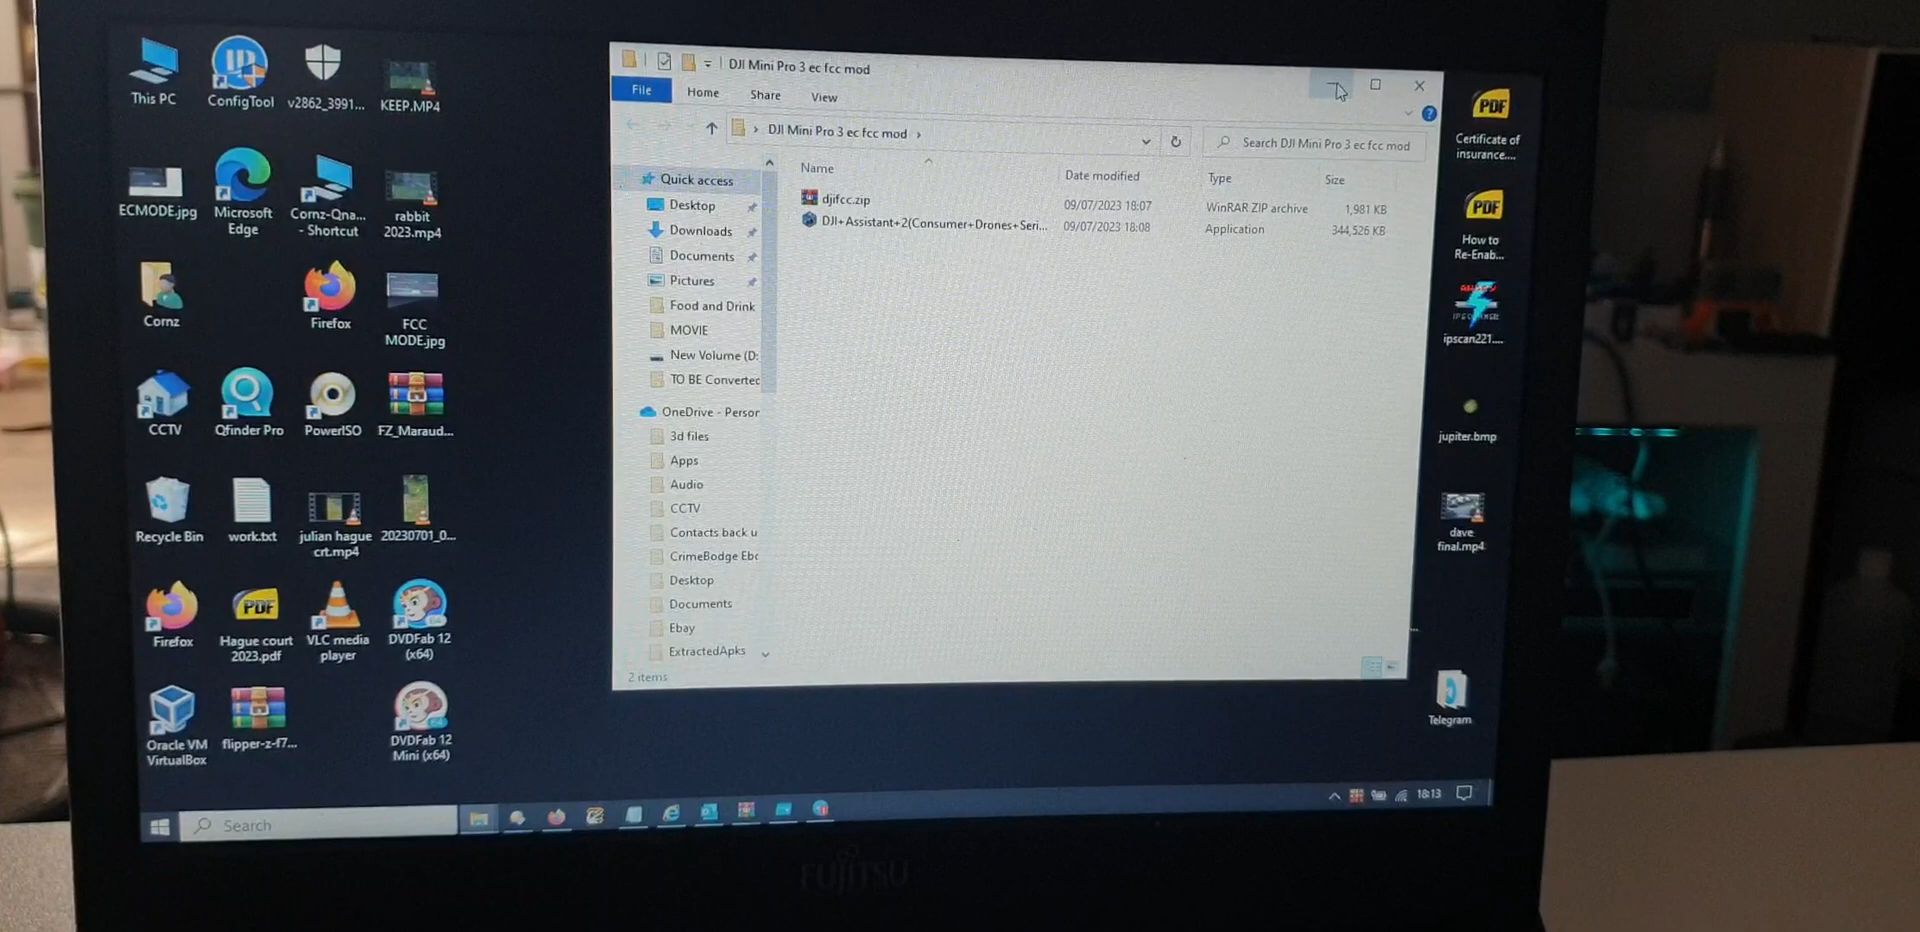 This PC
ConfigTool
v2862_3991...
KEEP.MP4
ECMODE.jpg
Microsoft
Edge
Cornz-Qna...
- Shortcut
rabbit
2023.mp4
Cornz
Firefox
FCC
MODE.jpg
CCTV
Qfinder Pro
PowerISO
FZ_Maraud...
Recycle Bin
work.txt
julian hague
crt.mp4
20230701_0...
Firefox
PDF
Hague court
2023.pdf
VLC media
player
DVDFab 12
(x64)
Oracle VM
VirtualBox
flipper-z-f7...
DVDFab 12
Mini (x64)
DJI Mini Pro 3 ec fcc mod
File
Home
Share
View
DJI Mini Pro 3 ec fcc mod
Search DJI Mini Pro 3 ec fcc mod
Name
Date modified
Type
Size
djifcc.zip
09/07/2023 18:07
WinRAR ZIP archive
1,981 KB
DJI+Assistant+2(Consumer+Drones+Seri...
09/07/2023 18:08
Application
344,526 KB
Quick access
Desktop
Downloads
Documents
Pictures
Food and Drink
MOVIE
New Volume (D:
TO BE Converted
OneDrive - Person
3d files
Apps
Audio
CCTV
Contacts back u
CrimeBodge Ebo
Desktop
Documents
Ebay
ExtractedApks
2 items
PDF
Certificate of
insurance....
PDF
How to
Re-Enab...
ipscan221....
jupiter.bmp
dave
final.mp4
Telegram
Search
18:13
FUJITSU